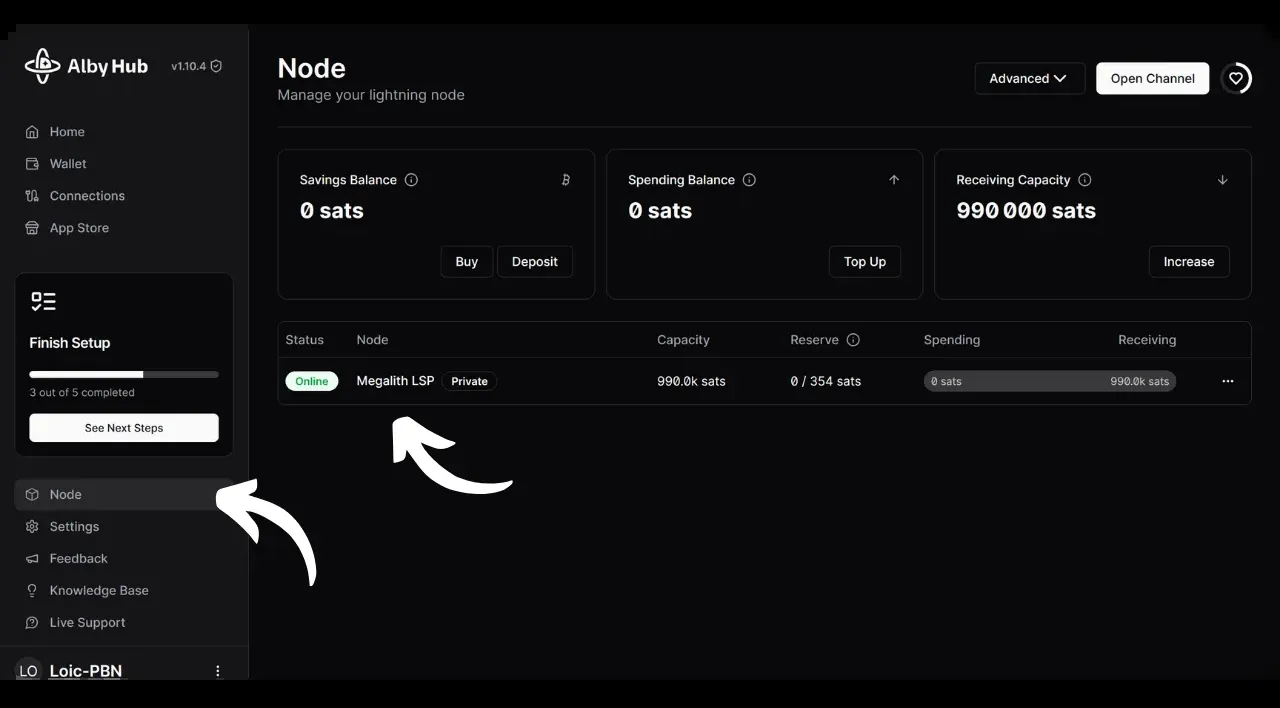 Alby Hub v1.10.4
Home
Wallet
Connections
App Store
Finish Setup
3 out of 5 completed
See Next Steps
Node
Settings
Feedback
Knowledge Base
Live Support
LO Loic-PBN
Node
Manage your lightning node
Advanced
Open Channel
Savings Balance
0 sats
Buy Deposit
Spending Balance
0 sats
Top Up
Receiving Capacity
990 000 sats
Increase
Status Node Capacity Reserve Spending Receiving
Online Megalith LSP Private 990.0k sats 0 / 354 sats 0 sats 990.0k sats